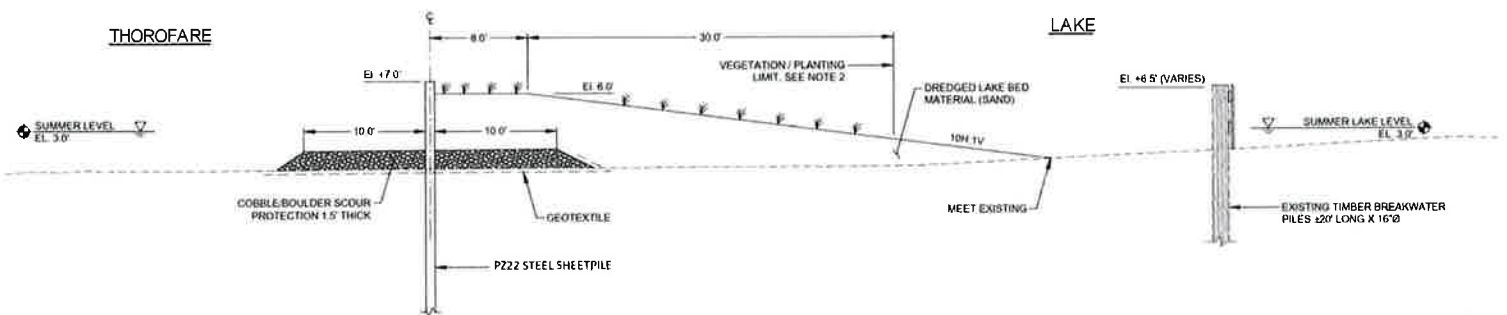 THOROFARE
℄
8.0'
30.0'
LAKE
El. +7.0'
VEGETATION / PLANTING
LIMIT. SEE NOTE 2
El. 6.0'
DREDGED LAKE BED
MATERIAL (SAND)
El. +6.5' (VARIES)
SUMMER LEVEL
EL. 3.0'
10.0'
10.0'
10H:1V
SUMMER LAKE LEVEL
EL. 3.0'
COBBLE/BOULDER SCOUR
PROTECTION 1.5' THICK
GEOTEXTILE
MEET EXISTING
EXISTING TIMBER BREAKWATER
PILES ±20' LONG X 16"Ø
PZ22 STEEL SHEETPILE